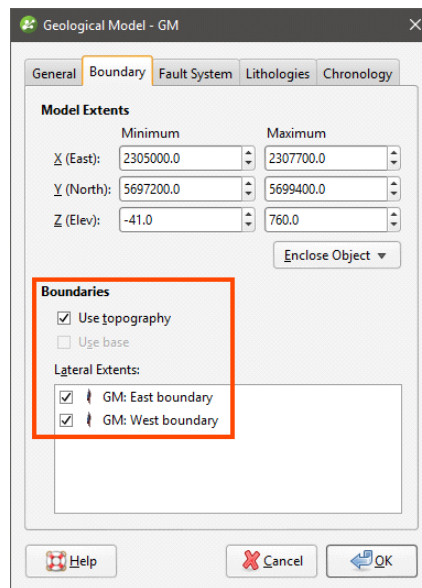 Geological Model - GM
General Boundary Fault System Lithologies Chronology
Model Extents
Minimum Maximum
X (East): 2305000.0 2307700.0
Y (North): 5697200.0 5699400.0
Z (Elev): -41.0 760.0
Enclose Object
Boundaries
Use topography
Use base
Lateral Extents:
GM: East boundary
GM: West boundary
Help Cancel OK